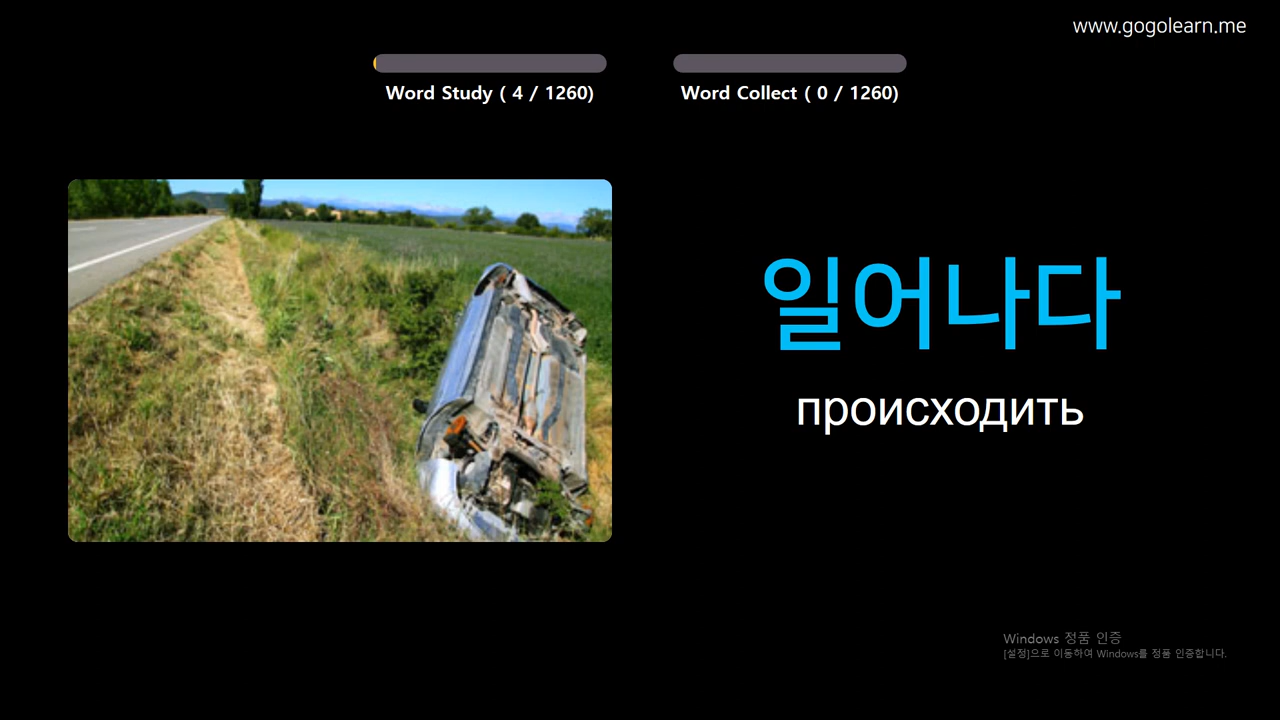 www.gogolearn.me
Word Study ( 4 / 1260)
Word Collect ( 0 / 1260)
일어나다
происходить
Windows 정품 인증
[설정]으로 이동하여 Windows를 정품 인증합니다.